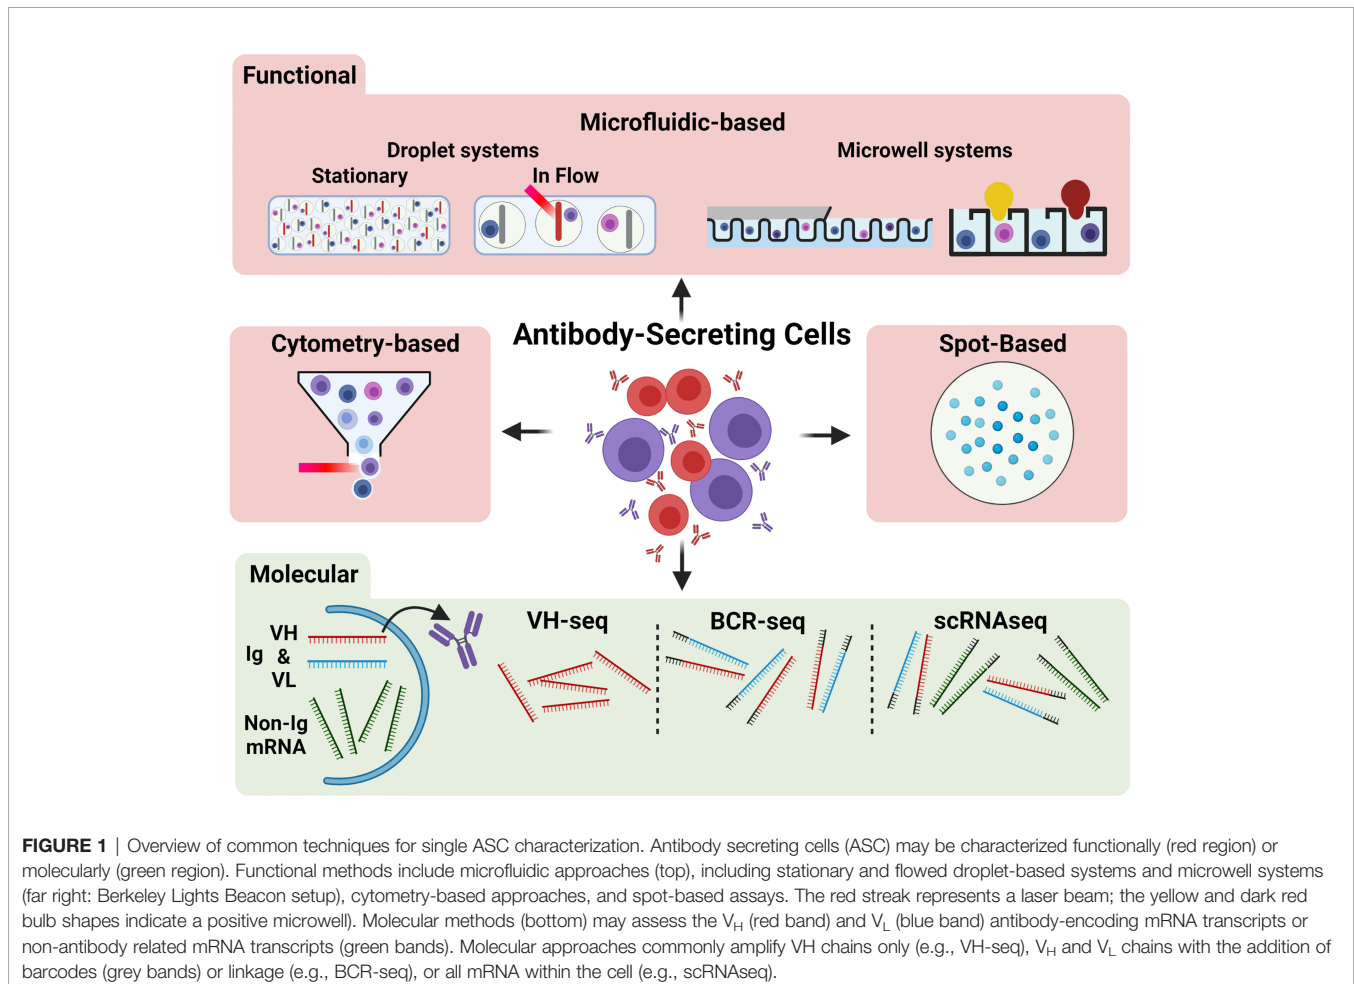 Functional
Microfluidic-based
Droplet systems
Microwell systems
Stationary
In Flow
Antibody-Secreting Cells
Cytometry-based
Spot-Based
Molecular
VH
Ig &
VL
Non-Ig
mRNA
VH-seq
BCR-seq
scRNAseq
FIGURE 1 | Overview of common techniques for single ASC characterization. Antibody secreting cells (ASC) may be characterized functionally (red region) or
molecularly (green region). Functional methods include microfluidic approaches (top), including stationary and flowed droplet-based systems and microwell systems
(far right: Berkeley Lights Beacon setup), cytometry-based approaches, and spot-based assays. The red streak represents a laser beam; the yellow and dark red
bulb shapes indicate a positive microwell). Molecular methods (bottom) may assess the VH (red band) and VL (blue band) antibody-encoding mRNA transcripts or
non-antibody related mRNA transcripts (green bands). Molecular approaches commonly amplify VH chains only (e.g., VH-seq), VH and VL chains with the addition of
barcodes (grey bands) or linkage (e.g., BCR-seq), or all mRNA within the cell (e.g., scRNAseq).